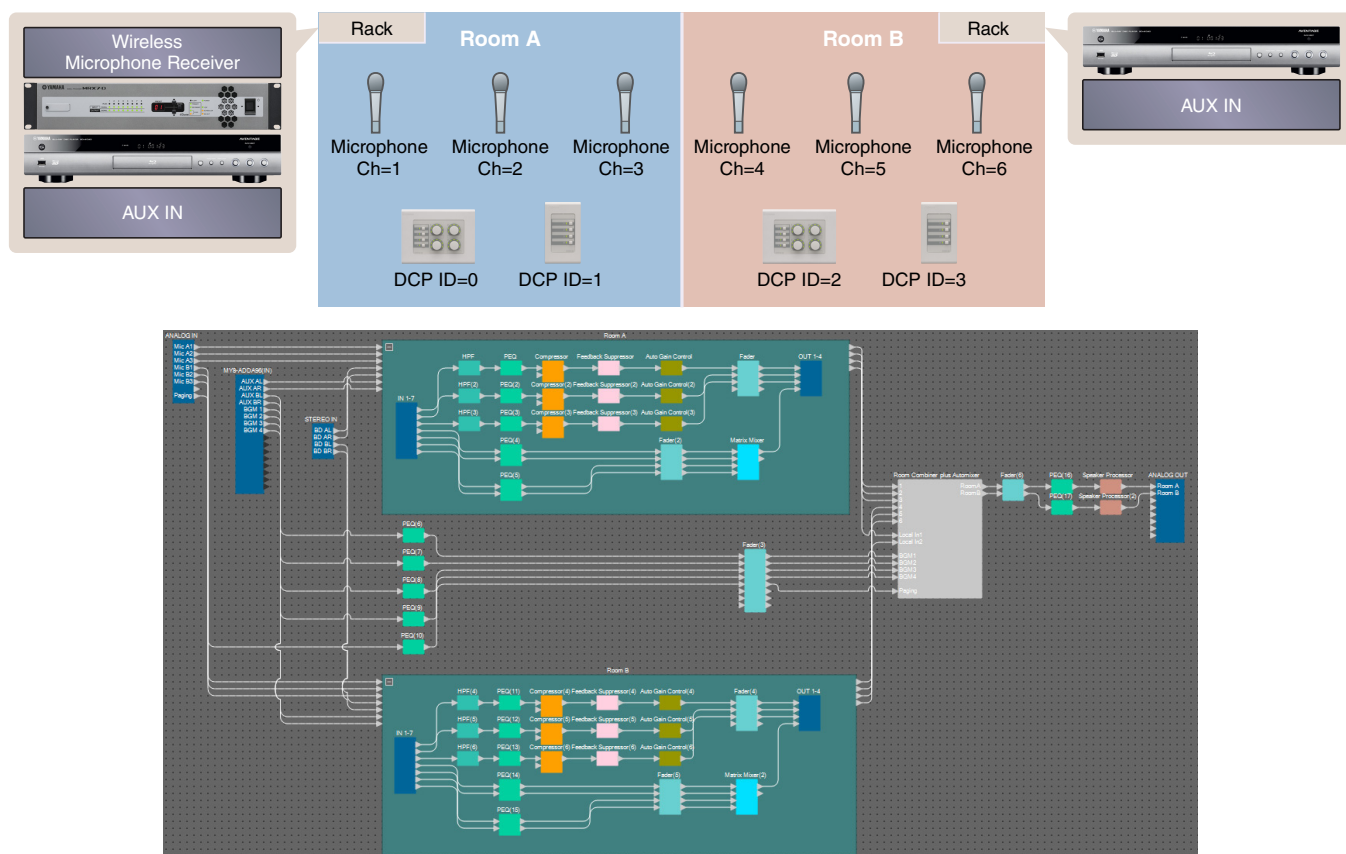 Wireless
Microphone Receiver
YAMAHA
MRX7-D
AUX IN
Rack
Room A
Room B
Rack
Microphone
Ch=1
Microphone
Ch=2
Microphone
Ch=3
Microphone
Ch=4
Microphone
Ch=5
Microphone
Ch=6
DCP ID=0
DCP ID=1
DCP ID=2
DCP ID=3
AUX IN
ANALOG IN
Mic A1
Mic A2
Mic A3
Mic B1
Mic B2
Mic B3
Paging
MY8-ADDA96(IN)
AUX AL
AUX AR
AUX BL
AUX BR
BGM 1
BGM 2
BGM 3
BGM 4
STEREO IN
BD AL
BD AR
BD BL
BD BR
Room A
IN 1-7
HPF
PEQ
Compressor
Feedback Suppressor
Auto Gain Control
Fader
OUT 1-4
HPF(2)
PEQ(2)
Compressor(2)
Feedback Suppressor(2)
Auto Gain Control(2)
HPF(3)
PEQ(3)
Compressor(3)
Feedback Suppressor(3)
Auto Gain Control(3)
PEQ(4)
Fader(2)
Matrix Mixer
PEQ(5)
PEQ(6)
PEQ(7)
PEQ(8)
PEQ(9)
PEQ(10)
Fader(3)
Room Combiner plus Automixer
1
2
3
4
5
6
Local In1
Local In2
BGM1
BGM2
BGM3
BGM4
Paging
RoomA
RoomB
Fader(6)
PEQ(16)
Speaker Processor
PEQ(17)
Speaker Processor(2)
ANALOG OUT
Room A
Room B
Room B
IN 1-7
HPF(4)
PEQ(11)
Compressor(4)
Feedback Suppressor(4)
Auto Gain Control(4)
Fader(4)
OUT 1-4
HPF(5)
PEQ(12)
Compressor(5)
Feedback Suppressor(5)
Auto Gain Control(5)
HPF(6)
PEQ(13)
Compressor(6)
Feedback Suppressor(6)
Auto Gain Control(6)
PEQ(14)
Fader(5)
Matrix Mixer(2)
PEQ(15)